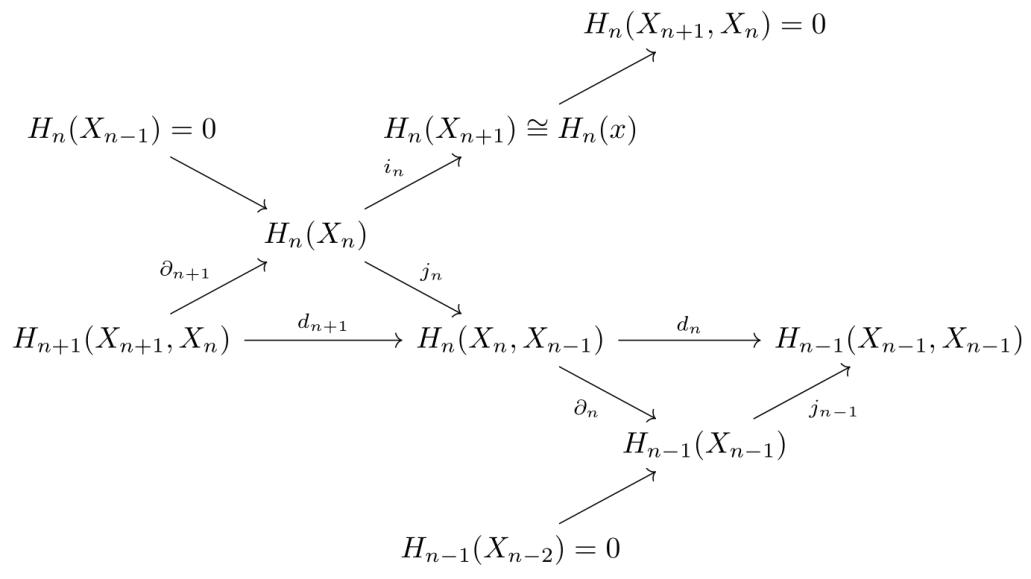 H_n(X_{n+1}, X_n) = 0
H_n(X_{n-1}) = 0 H_n(X_{n+1}) ≅ H_n(x)
i_n
H_n(X_n)
∂_{n+1} j_n
d_{n+1} d_n
H_{n+1}(X_{n+1}, X_n) H_n(X_n, X_{n-1}) H_{n-1}(X_{n-1}, X_{n-1})
∂_n j_{n-1}
H_{n-1}(X_{n-1})
H_{n-1}(X_{n-2}) = 0